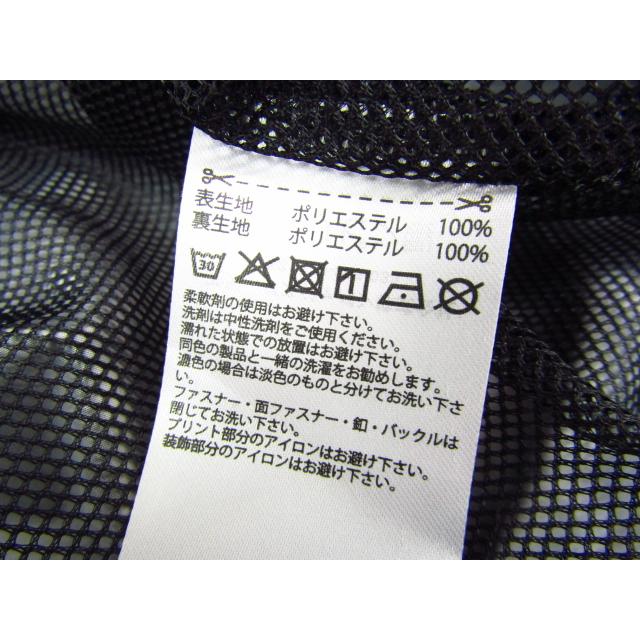 表生地 ポリエステル 100%
裏生地 ポリエステル 100%
30
柔軟剤の使用はお避け下さい。
洗剤は中性洗剤をご使用ください。
濡れた状態での放置はお避け下さい。
同色の製品と一緒の洗濯をお勧めします。
濃色の場合は淡色のものと分けてお洗い下さ
い。
ファスナー・面ファスナー・釦・バックルは
閉じてお洗い下さい。
プリント部分のアイロンはお避け下さい。
装飾部分のアイロンはお避け下さい。